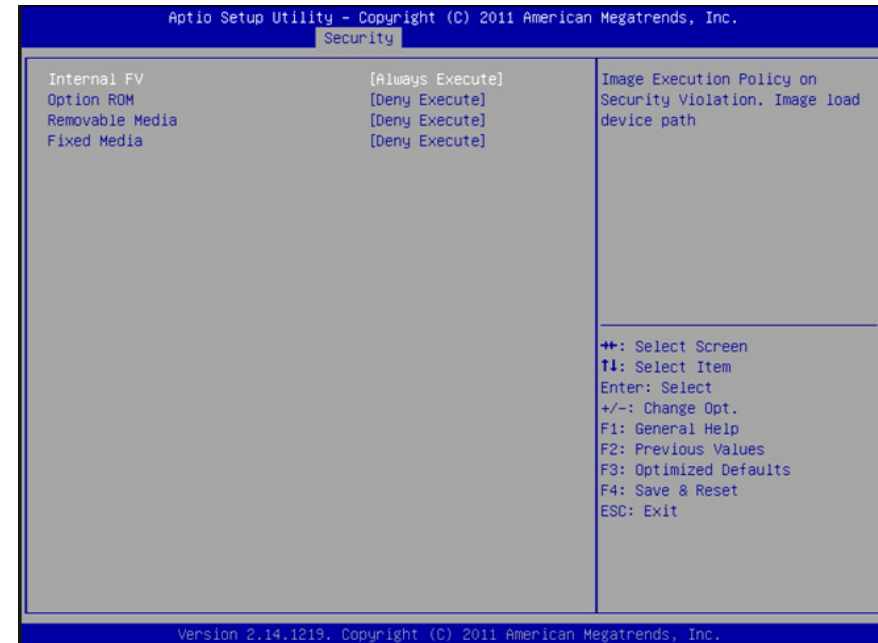 Aptio Setup Utility – Copyright (C) 2011 American Megatrends, Inc.
Security
Internal FV [Always Execute]
Option ROM [Deny Execute]
Removable Media [Deny Execute]
Fixed Media [Deny Execute]
Image Execution Policy on
Security Violation. Image load
device path
→←: Select Screen
↑↓: Select Item
Enter: Select
+/-: Change Opt.
F1: General Help
F2: Previous Values
F3: Optimized Defaults
F4: Save & Reset
ESC: Exit
Version 2.14.1219. Copyright (C) 2011 American Megatrends, Inc.